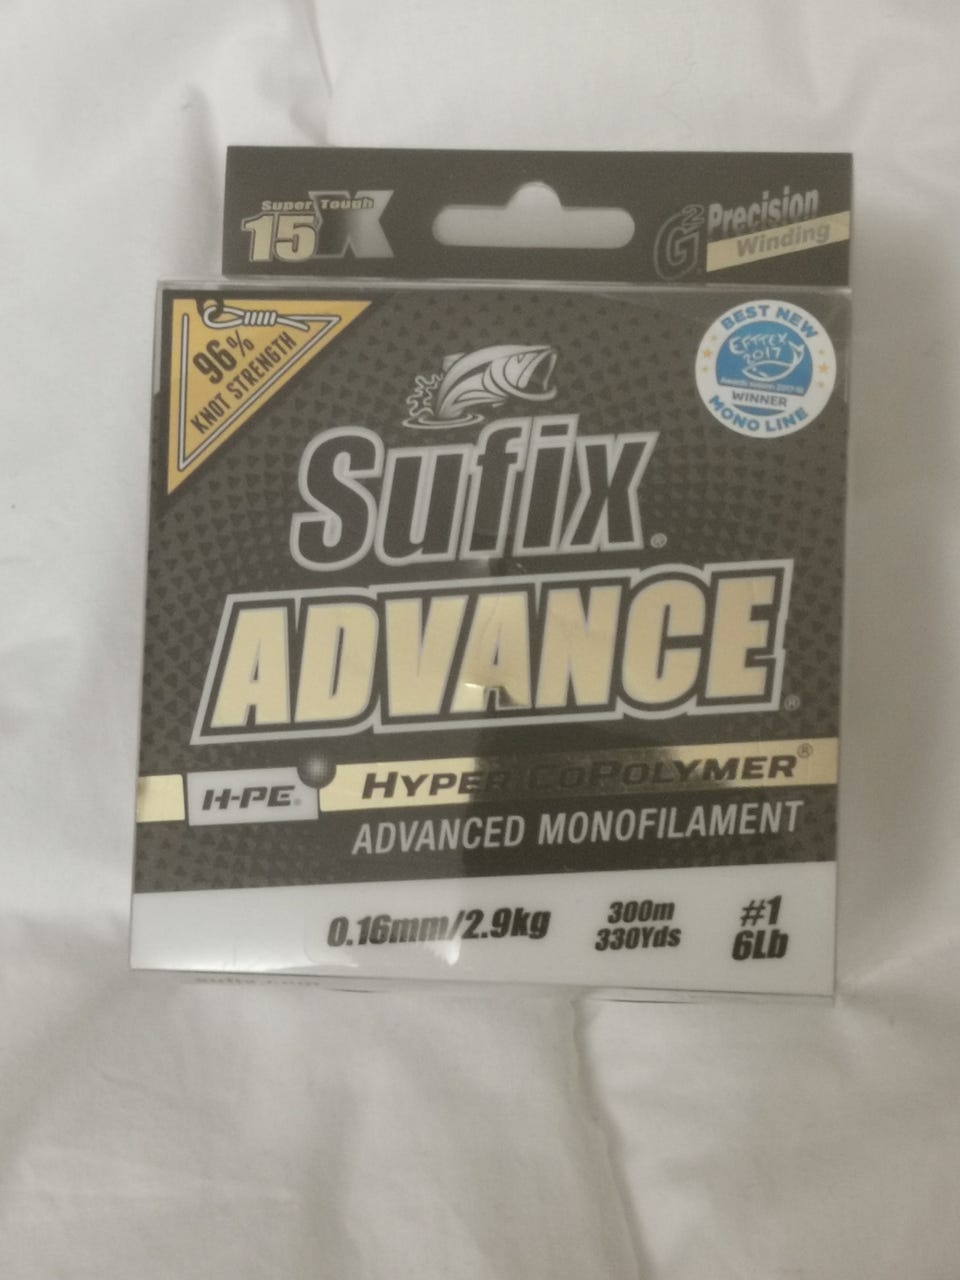 Super Tough
15X
G2 Precision
Winding
96%
KNOT STRENGTH
BEST NEW
EFTTEX
2017
WINNER
MONO LINE
Sufix®
ADVANCE®
H-PE®
HYPER COPOLYMER®
ADVANCED MONOFILAMENT
0.16mm/2.9kg
300m
330Yds
#1
6Lb